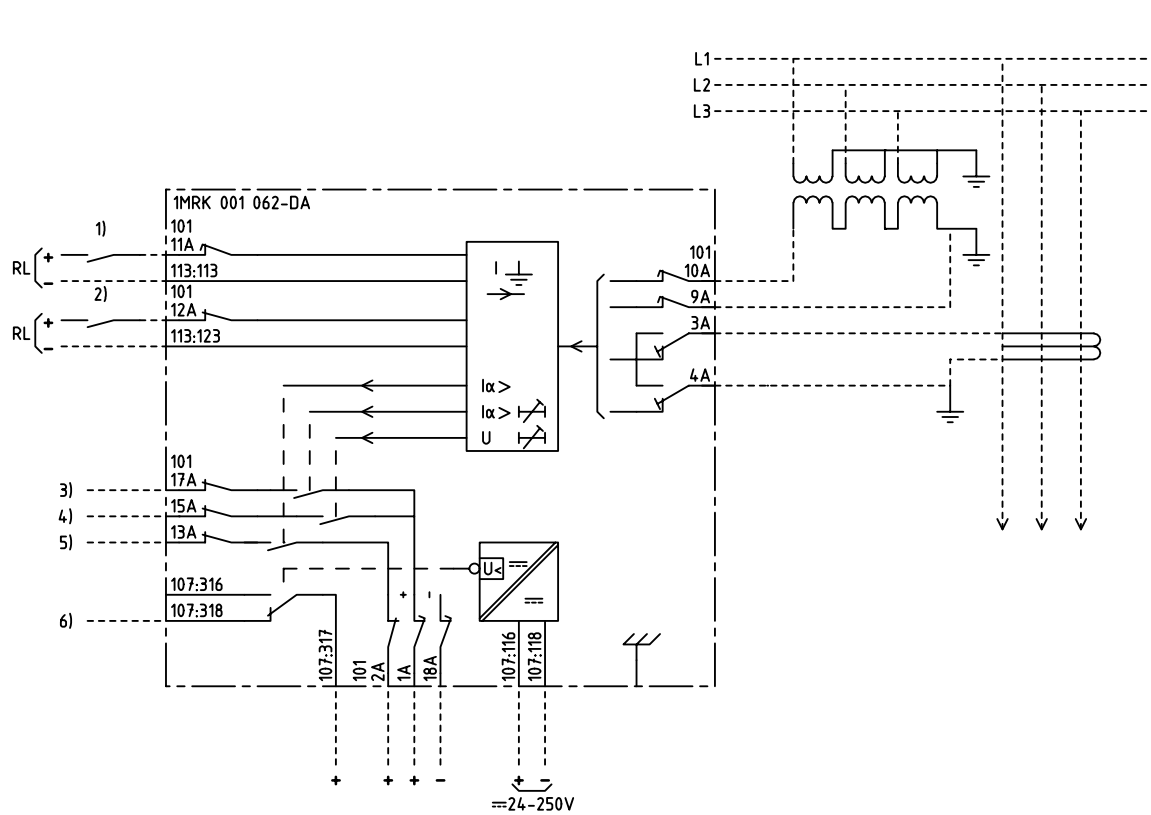 L1
L2
L3
1MRK 001 062-DA
1)
101
11A
RL
+
-
113:113
2)
101
12A
RL
+
-
113:123
I
101
10A
9A
3A
4A
Iα>
Iα>
U
101
3)
17A
4)
15A
5)
13A
U<
107:316
+
-
6)
107:318
107:317
101
2A
1A
18A
107:116
107:118
+
+
+
-
+
-
24-250V